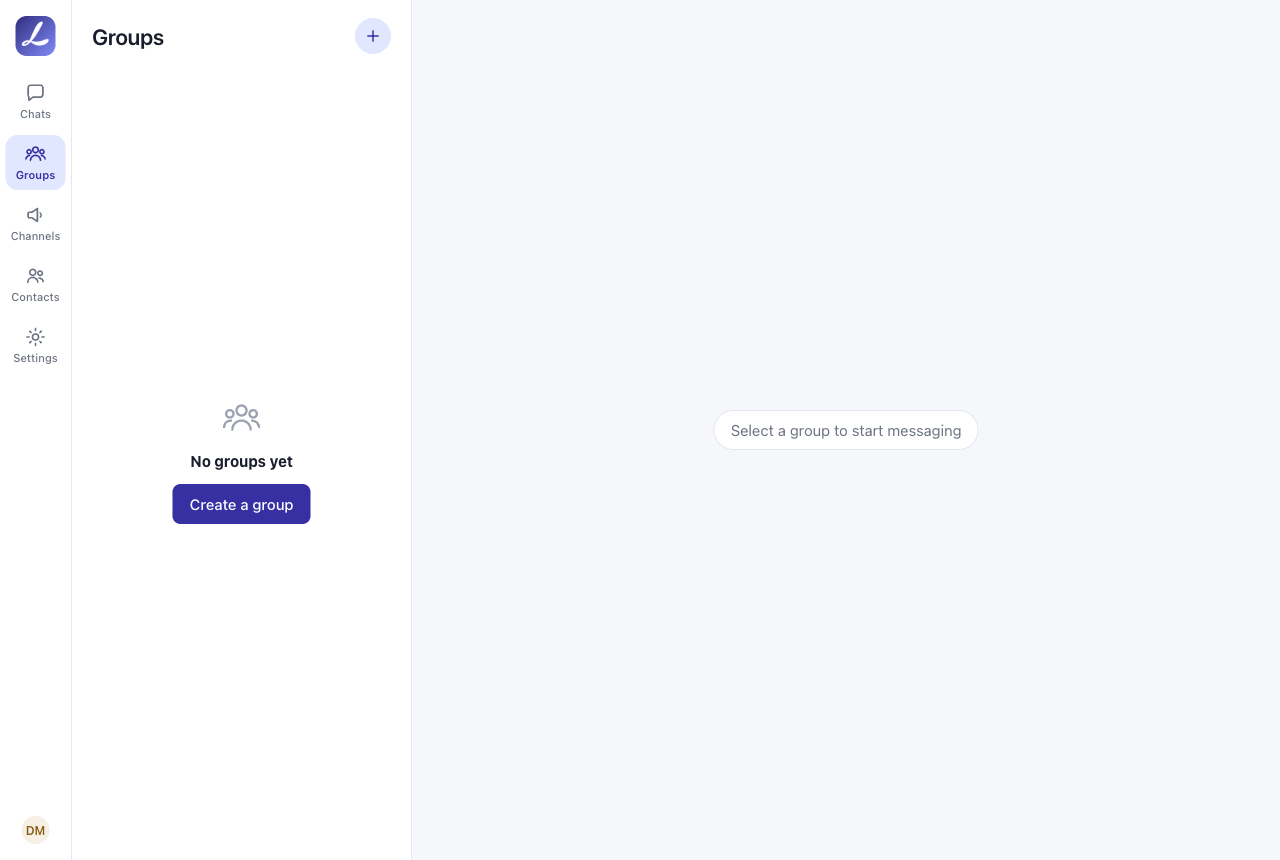 L
Groups
Chats
Groups
Channels
Contacts
Settings
No groups yet
Create a group
Select a group to start messaging
DM